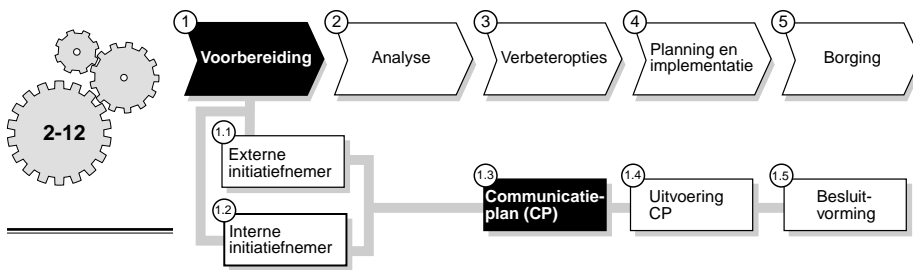 1
2
3
4
5
Voorbereiding
Analyse
Verbeteropties
Planning en
implementatie
Borging
2-12
1.1
Externe
initiatiefnemer
1.2
Interne
initiatiefnemer
1.3
Communicatie-
plan (CP)
1.4
Uitvoering
CP
1.5
Besluit-
vorming